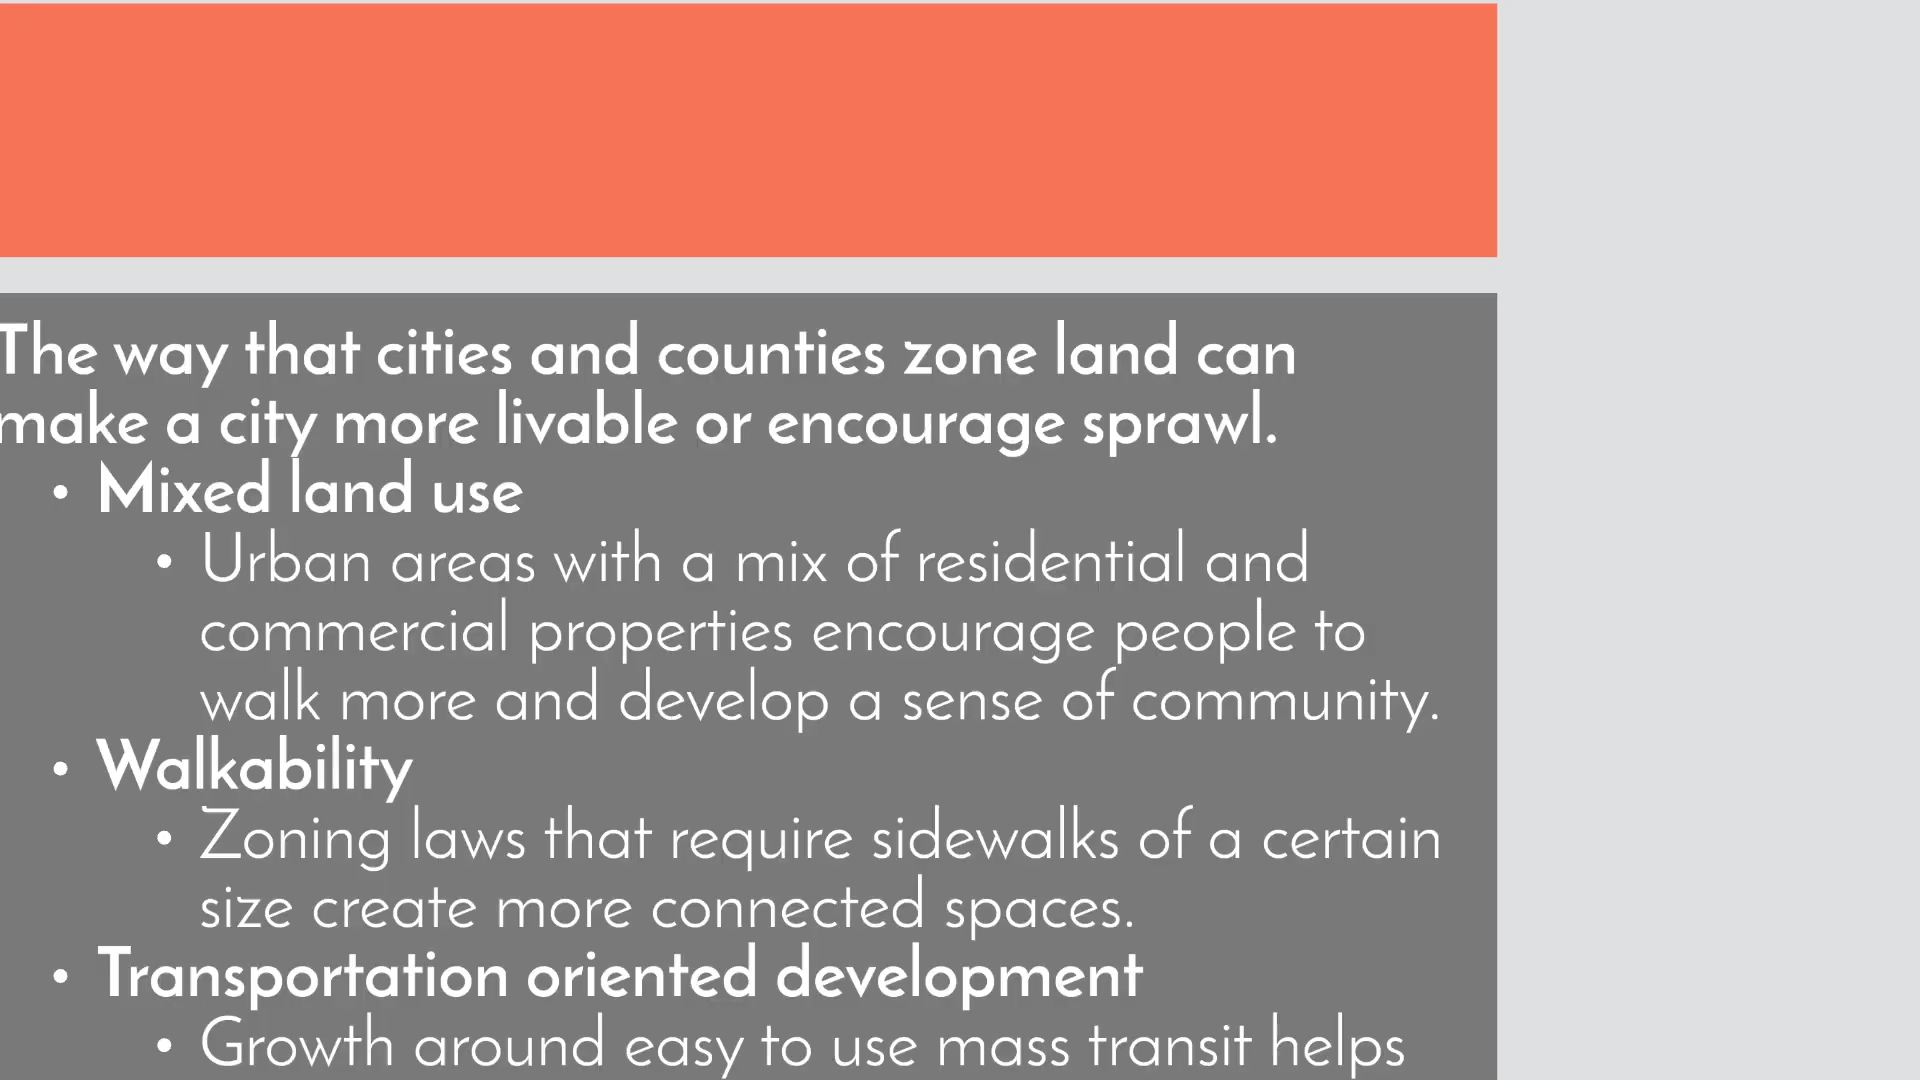 The way that cities and counties zone land can
make a city more livable or encourage sprawl.
• Mixed land use
• Urban areas with a mix of residential and
commercial properties encourage people to
walk more and develop a sense of community.
• Walkability
• Zoning laws that require sidewalks of a certain
size create more connected spaces.
• Transportation oriented development
• Growth around easy to use mass transit helps